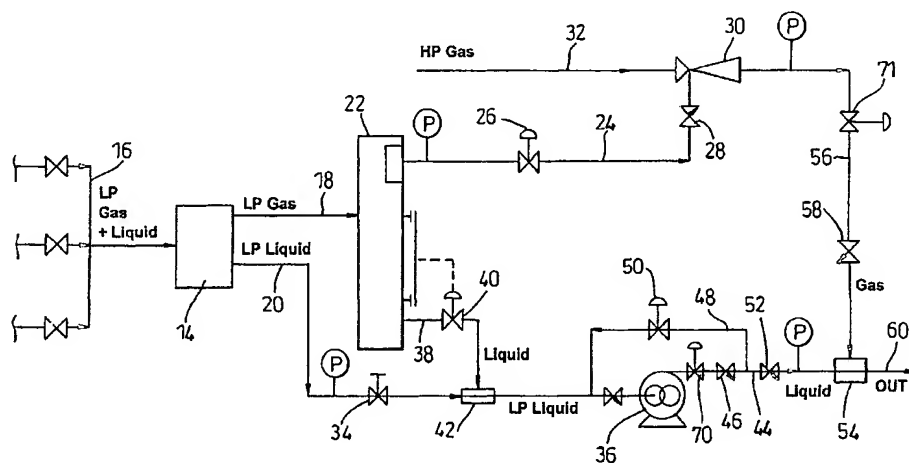 HP Gas
32
30
P
71
22
P
26
24
28
56
16
LP
Gas
+ Liquid
18
LP Gas
LP Liquid
20
14
58
Gas
40
38
Liquid
50
48
52
P
60
P
34
42
LP Liquid
36
70
46
44
Liquid
54
OUT